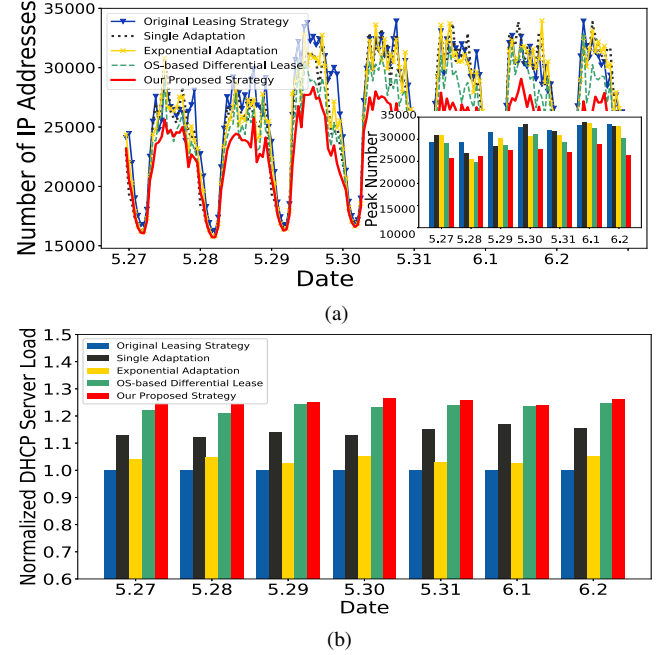 35000
30000
25000
20000
15000
Number of IP Addresses
Original Leasing Strategy
Single Adaptation
Exponential Adaptation
OS-based Differential Lease
Our Proposed Strategy
35000
30000
25000
20000
15000
10000
Peak Number
5.27 5.28 5.29 5.30 5.31 6.1 6.2
5.27 5.28 5.29 5.30 5.31 6.1 6.2
Date
(a)
1.5
1.4
1.3
1.2
1.1
1.0
0.9
0.8
0.7
0.6
Normalized DHCP Server Load
Original Leasing Strategy
Single Adaptation
Exponential Adaptation
OS-based Differential Lease
Our Proposed Strategy
5.27 5.28 5.29 5.30 5.31 6.1 6.2
Date
(b)